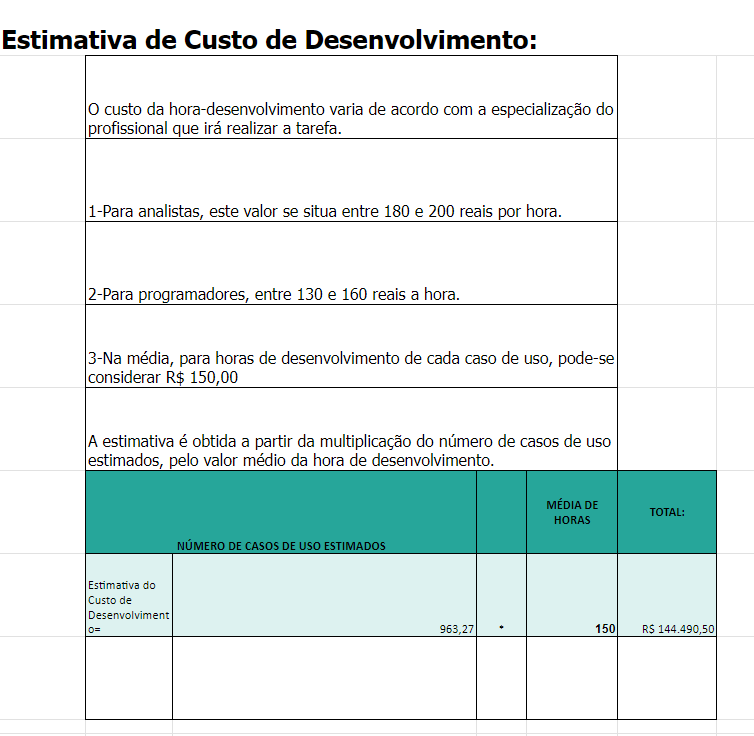 Estimativa de Custo de Desenvolvimento:
O custo da hora-desenvolvimento varia de acordo com a especialização do
profissional que irá realizar a tarefa.
1-Para analistas, este valor se situa entre 180 e 200 reais por hora.
2-Para programadores, entre 130 e 160 reais a hora.
3-Na média, para horas de desenvolvimento de cada caso de uso, pode-se
considerar R$ 150,00
A estimativa é obtida a partir da multiplicação do número de casos de uso
estimados, pelo valor médio da hora de desenvolvimento.
NÚMERO DE CASOS DE USO ESTIMADOS
MÉDIA DE
HORAS
TOTAL:
Estimativa do
Custo de
Desenvolviment
o=
963,27
*
150
R$ 144.490,50